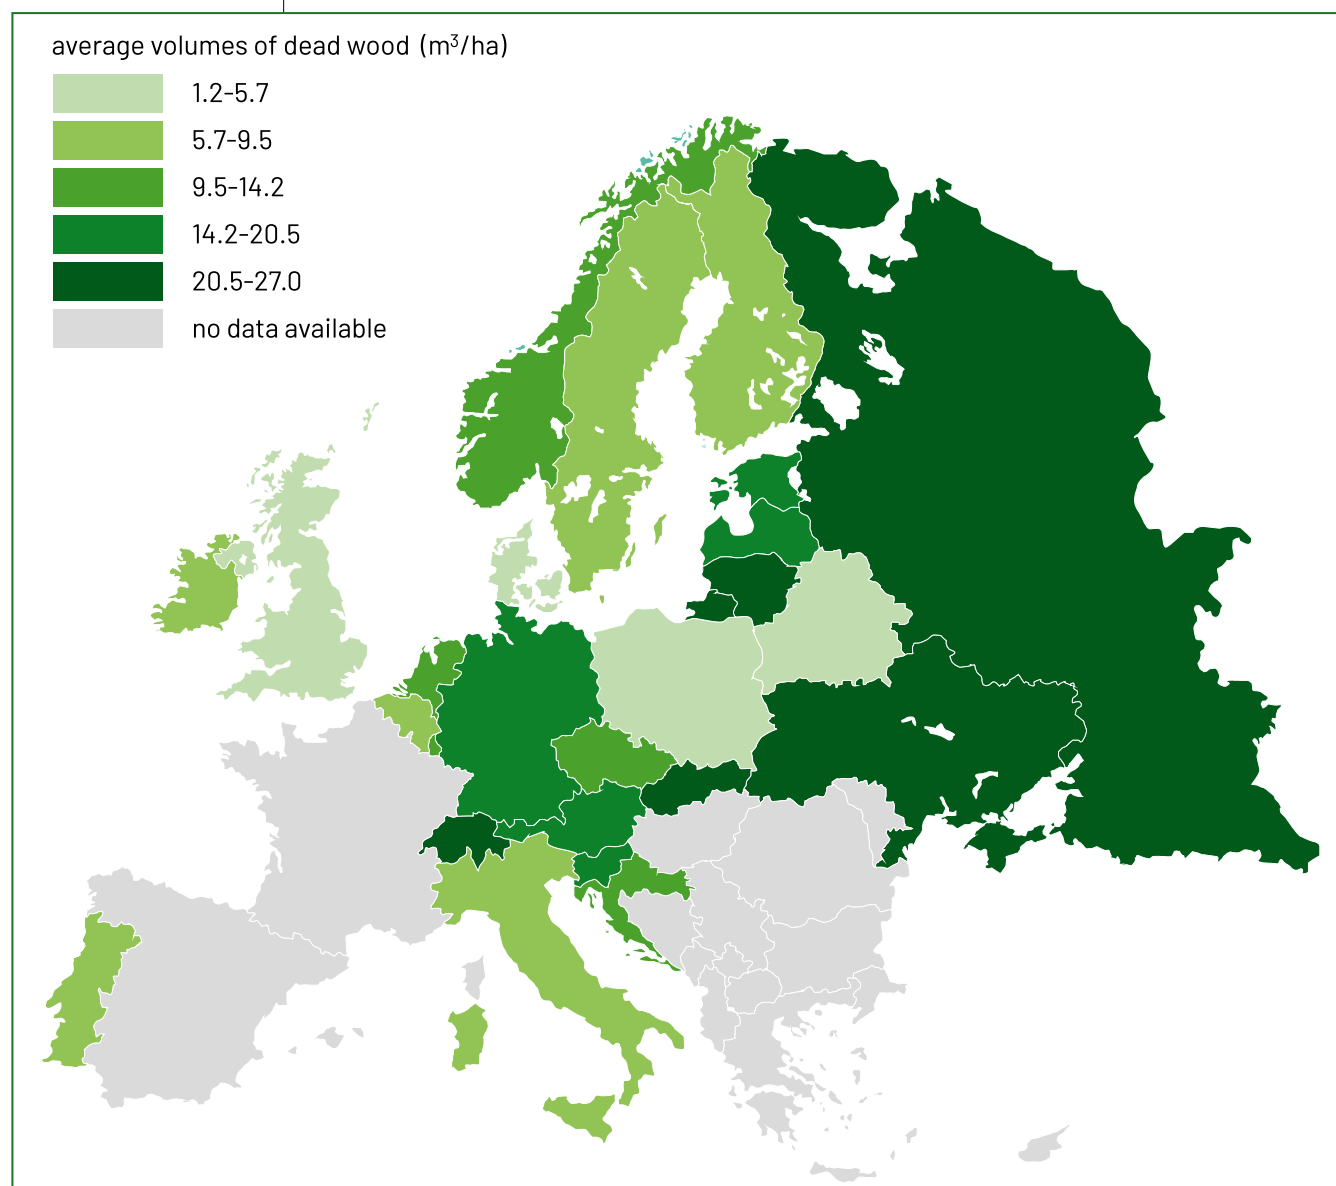 average volumes of dead wood (m³/ha)
1.2-5.7
5.7-9.5
9.5-14.2
14.2-20.5
20.5-27.0
no data available